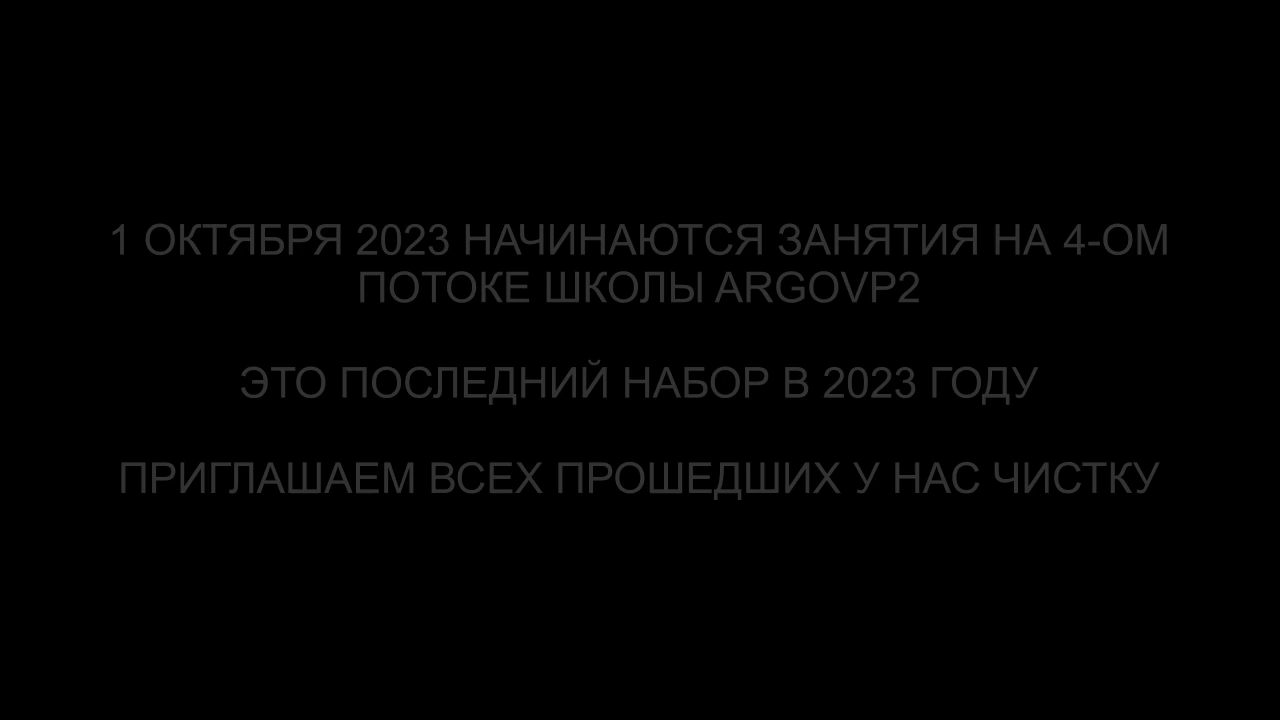 1 ОКТЯБРЯ 2023 НАЧИНАЮТСЯ ЗАНЯТИЯ НА 4-ОМ
ПОТОКЕ ШКОЛЫ ARGOVP2
ЭТО ПОСЛЕДНИЙ НАБОР В 2023 ГОДУ
ПРИГЛАШАЕМ ВСЕХ ПРОШЕДШИХ У НАС ЧИСТКУ